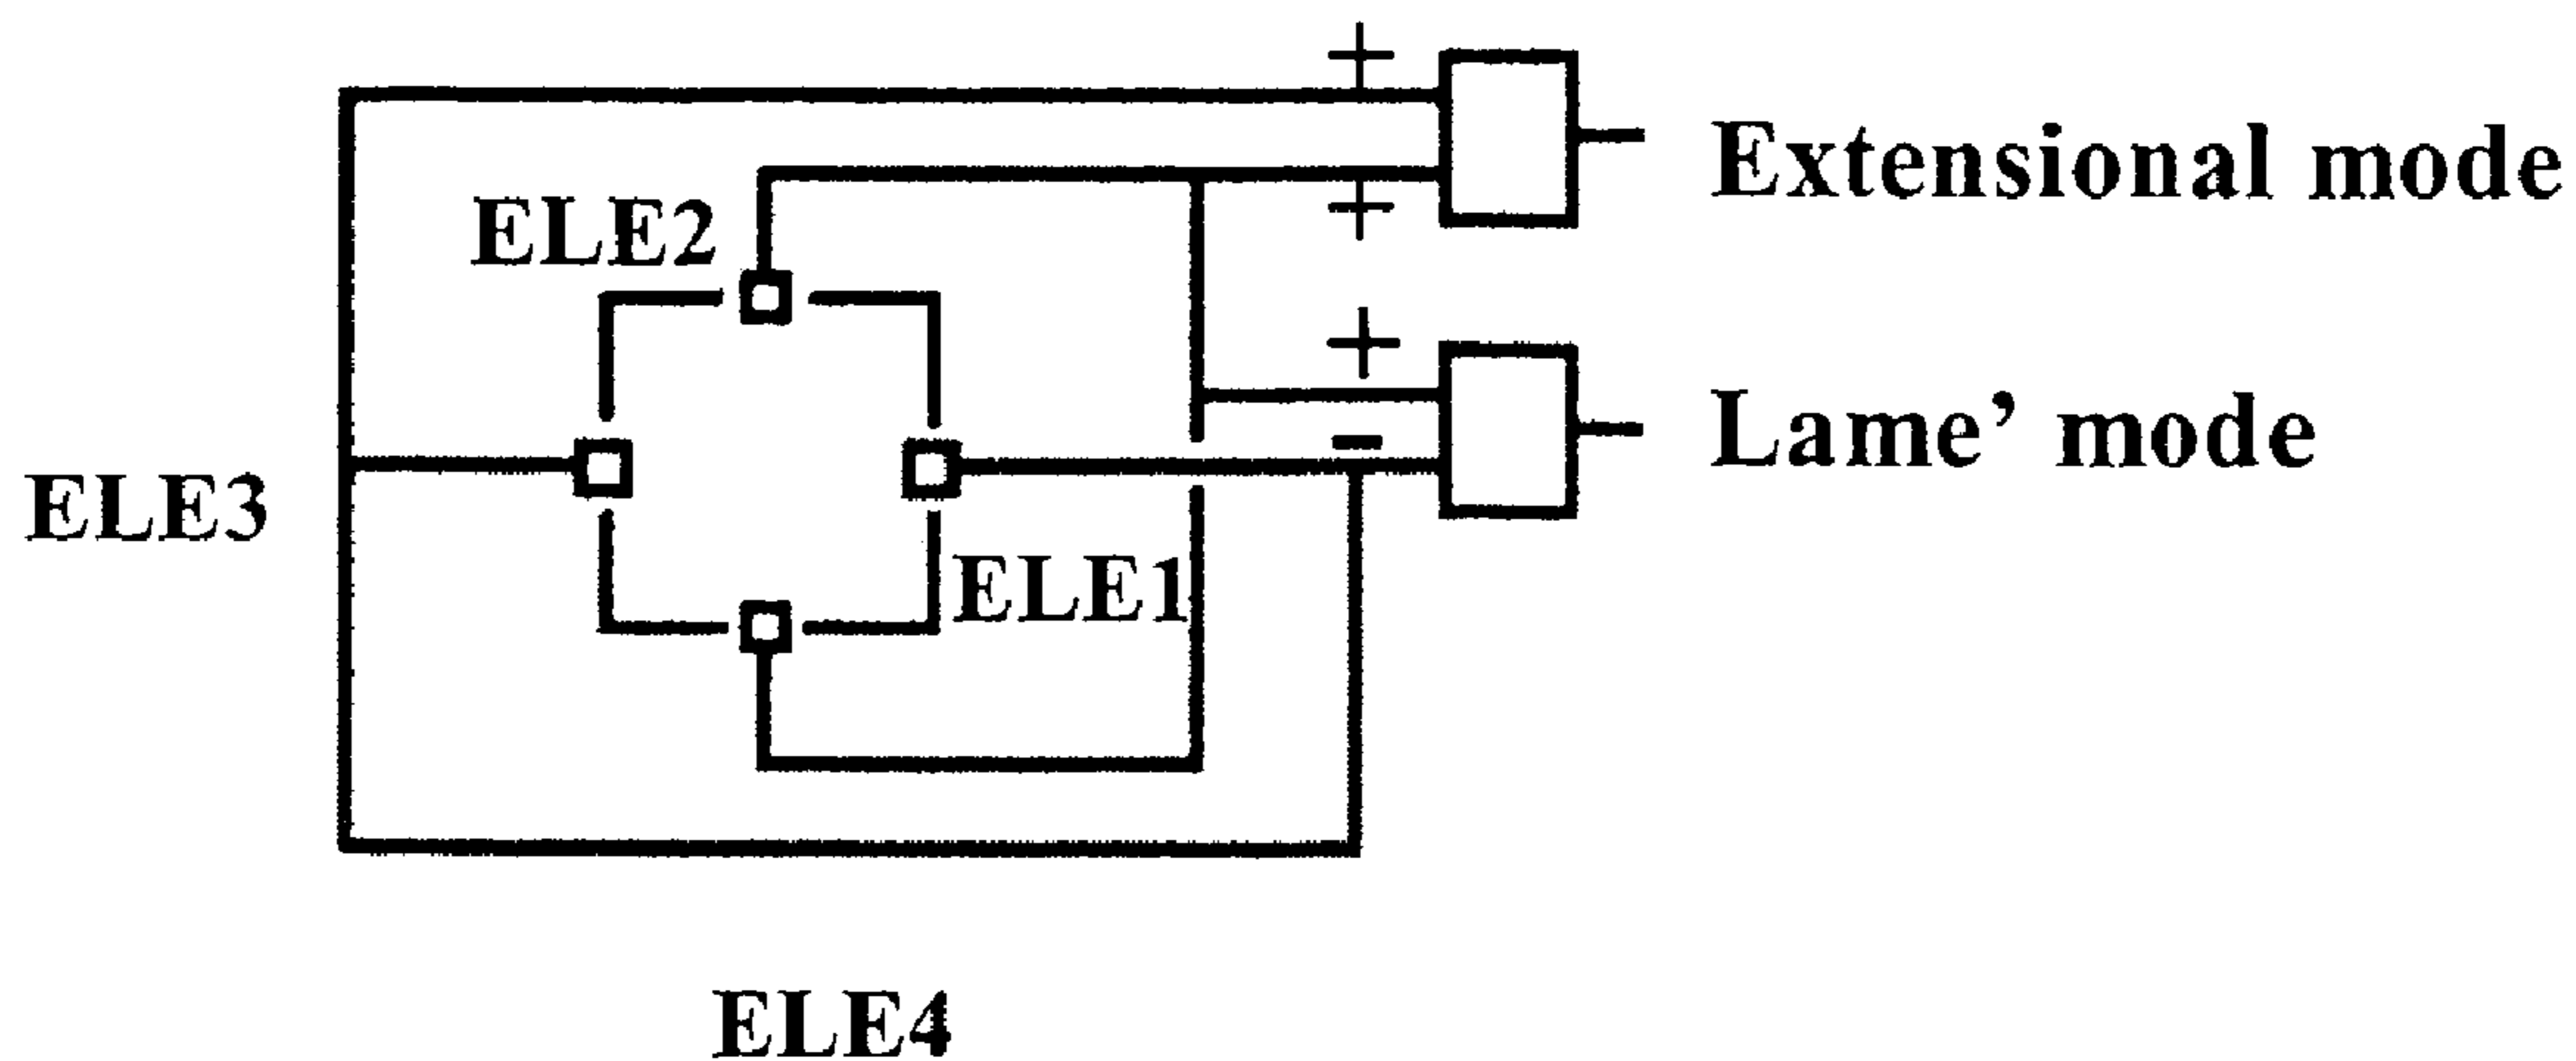 +
Extensional mode
+
ELE2
+
Lame’ mode
-
ELE3
ELE1
ELE4